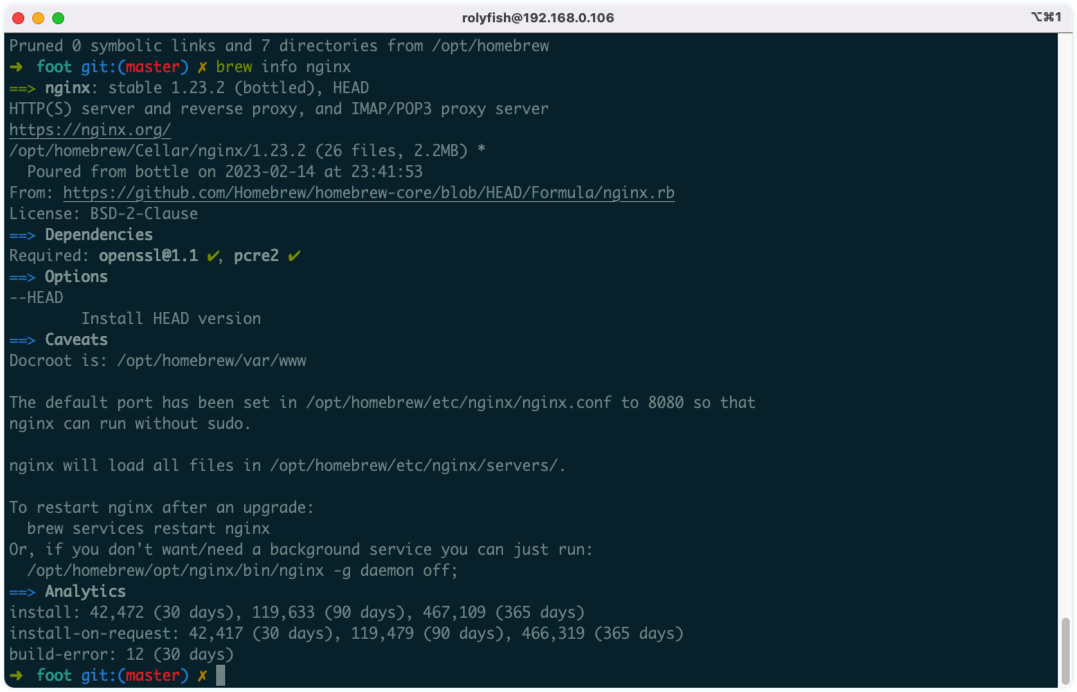 rolyfish@192.168.0.106
⌥⌘1
Pruned 0 symbolic links and 7 directories from /opt/homebrew
➜  foot git:(master) ✗ brew info nginx
==> nginx: stable 1.23.2 (bottled), HEAD
HTTP(S) server and reverse proxy, and IMAP/POP3 proxy server
https://nginx.org/
/opt/homebrew/Cellar/nginx/1.23.2 (26 files, 2.2MB) *
  Poured from bottle on 2023-02-14 at 23:41:53
From: https://github.com/Homebrew/homebrew-core/blob/HEAD/Formula/nginx.rb
License: BSD-2-Clause
==> Dependencies
Required: openssl@1.1 ✔, pcre2 ✔
==> Options
--HEAD
        Install HEAD version
==> Caveats
Docroot is: /opt/homebrew/var/www

The default port has been set in /opt/homebrew/etc/nginx/nginx.conf to 8080 so that
nginx can run without sudo.

nginx will load all files in /opt/homebrew/etc/nginx/servers/.

To restart nginx after an upgrade:
  brew services restart nginx
Or, if you don't want/need a background service you can just run:
  /opt/homebrew/opt/nginx/bin/nginx -g daemon off;
==> Analytics
install: 42,472 (30 days), 119,633 (90 days), 467,109 (365 days)
install-on-request: 42,417 (30 days), 119,479 (90 days), 466,319 (365 days)
build-error: 12 (30 days)
➜  foot git:(master) ✗